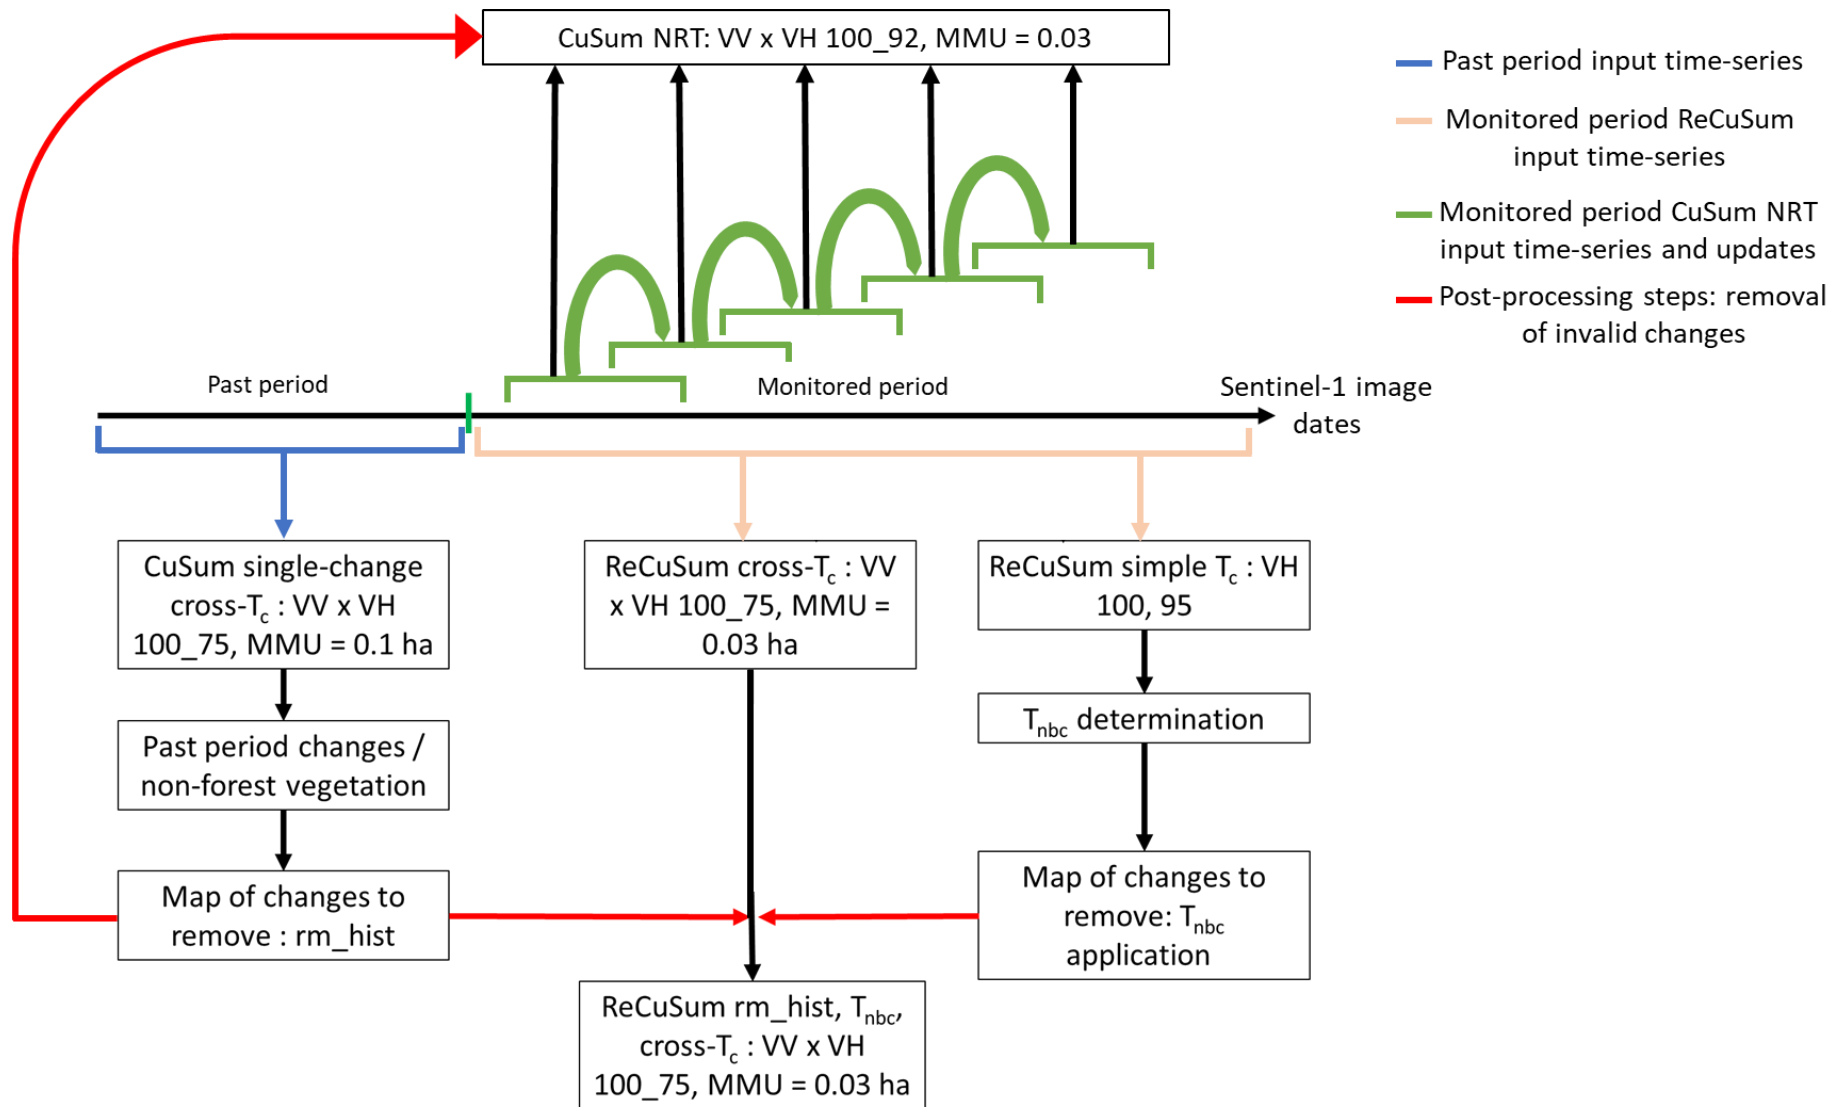 CuSum NRT: VV x VH 100_92, MMU = 0.03
Past period input time-series
Monitored period ReCuSum
input time-series
Monitored period CuSum NRT
input time-series and updates
Post-processing steps: removal
of invalid changes
Past period
Monitored period
Sentinel-1 image
dates
CuSum single-change
cross-Tc : VV x VH
100_75, MMU = 0.1 ha
ReCuSum cross-Tc : VV
x VH 100_75, MMU =
0.03 ha
ReCuSum simple Tc : VH
100, 95
Past period changes /
non-forest vegetation
Tnbc determination
Map of changes to
remove : rm_hist
Map of changes to
remove: Tnbc
application
ReCuSum rm_hist, Tnbc,
cross-Tc : VV x VH
100_75, MMU = 0.03 ha